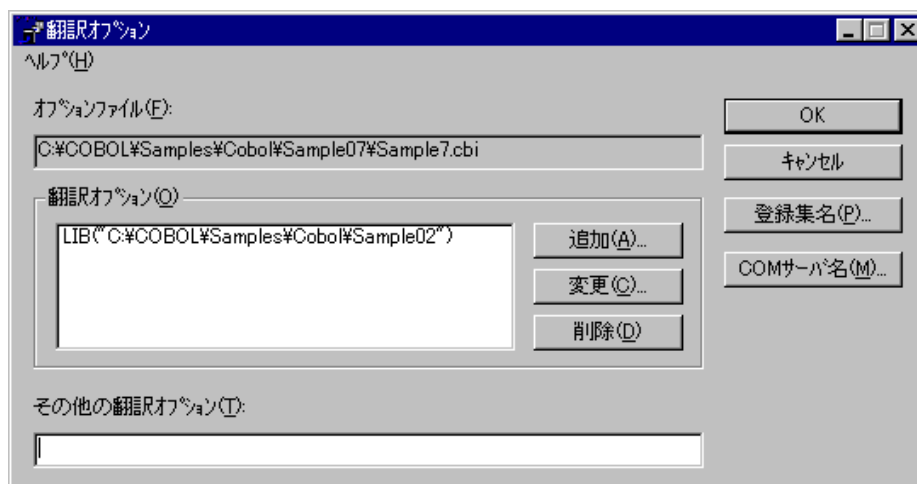 翻訳ｵﾌﾟｼｮﾝ
ﾍﾙﾌﾟ(H)
ｵﾌﾟｼｮﾝﾌｧｲﾙ(F):
C:¥COBOL¥Samples¥Cobol¥Sample07¥Sample7.cbi
OK
ｷｬﾝｾﾙ
翻訳ｵﾌﾟｼｮﾝ(O)
LIB("C:¥COBOL¥Samples¥Cobol¥Sample02")
追加(A)...
変更(C)...
削除(D)
登録集名(P)...
COMｻｰﾊﾞ名(M)...
その他の翻訳ｵﾌﾟｼｮﾝ(T):